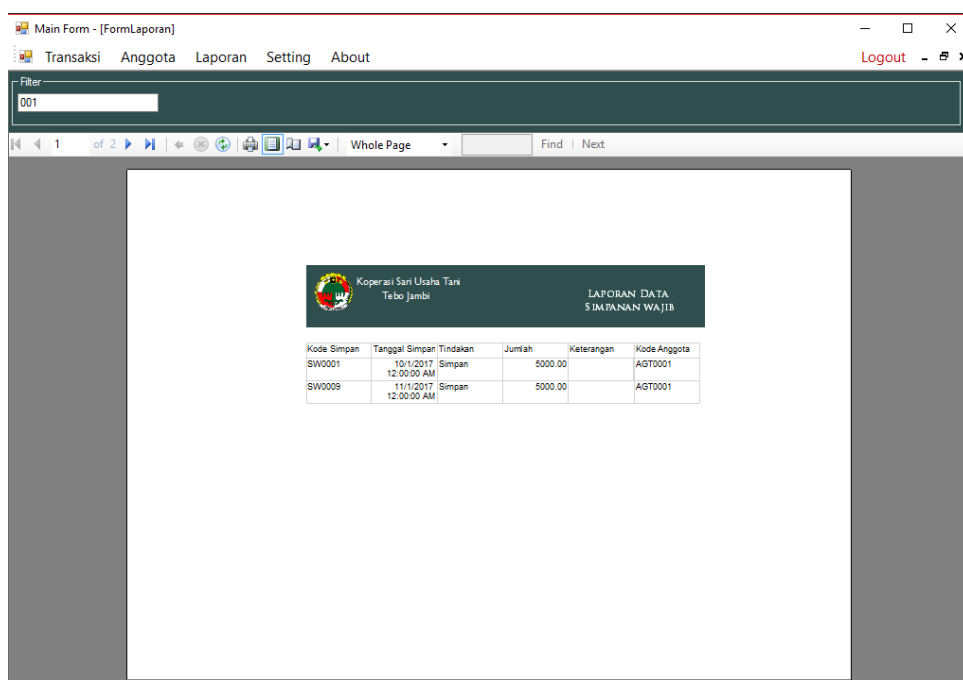 Main Form - [FormLaporan]
Transaksi Anggota Laporan Setting About Logout
Filter
001
1 of 2 Whole Page Find Next
Koperasi Sari Usaha Tani
Tebo Jambi
Laporan Data
Simpanan wajib
Kode Simpan Tanggal Simpan Tindakan Jumlah Keterangan Kode Anggota
SW0001 10/1/2017 Simpan 5000.00 AGT0001
12:00:00 AM
SW0009 11/1/2017 Simpan 5000.00 AGT0001
12:00:00 AM